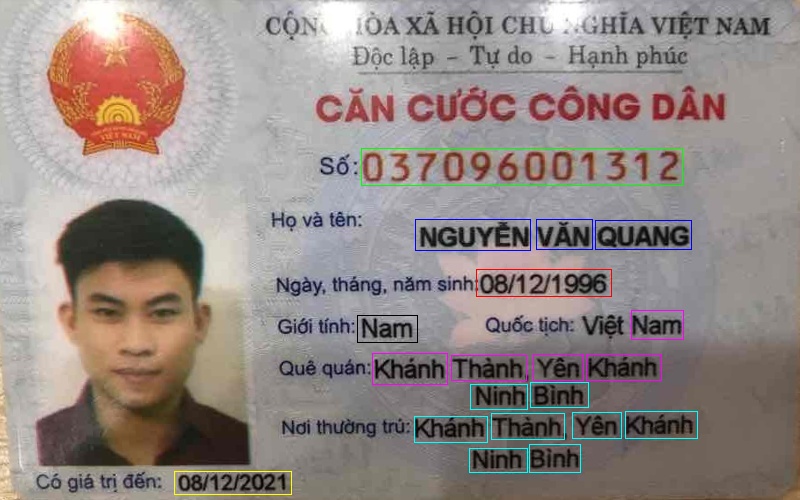 CỘNG HÒA XÃ HỘI CHỦ NGHĨA VIỆT NAM
Độc lập - Tự do - Hạnh phúc
CĂN CƯỚC CÔNG DÂN
Số: 037096001312
Họ và tên: NGUYỄN VĂN QUANG
Ngày, tháng, năm sinh: 08/12/1996
Giới tính: Nam Quốc tịch: Việt Nam
Quê quán: Khánh Thành, Yên Khánh
Ninh Bình
Nơi thường trú: Khánh Thành, Yên Khánh
Ninh Bình
Có giá trị đến: 08/12/2021